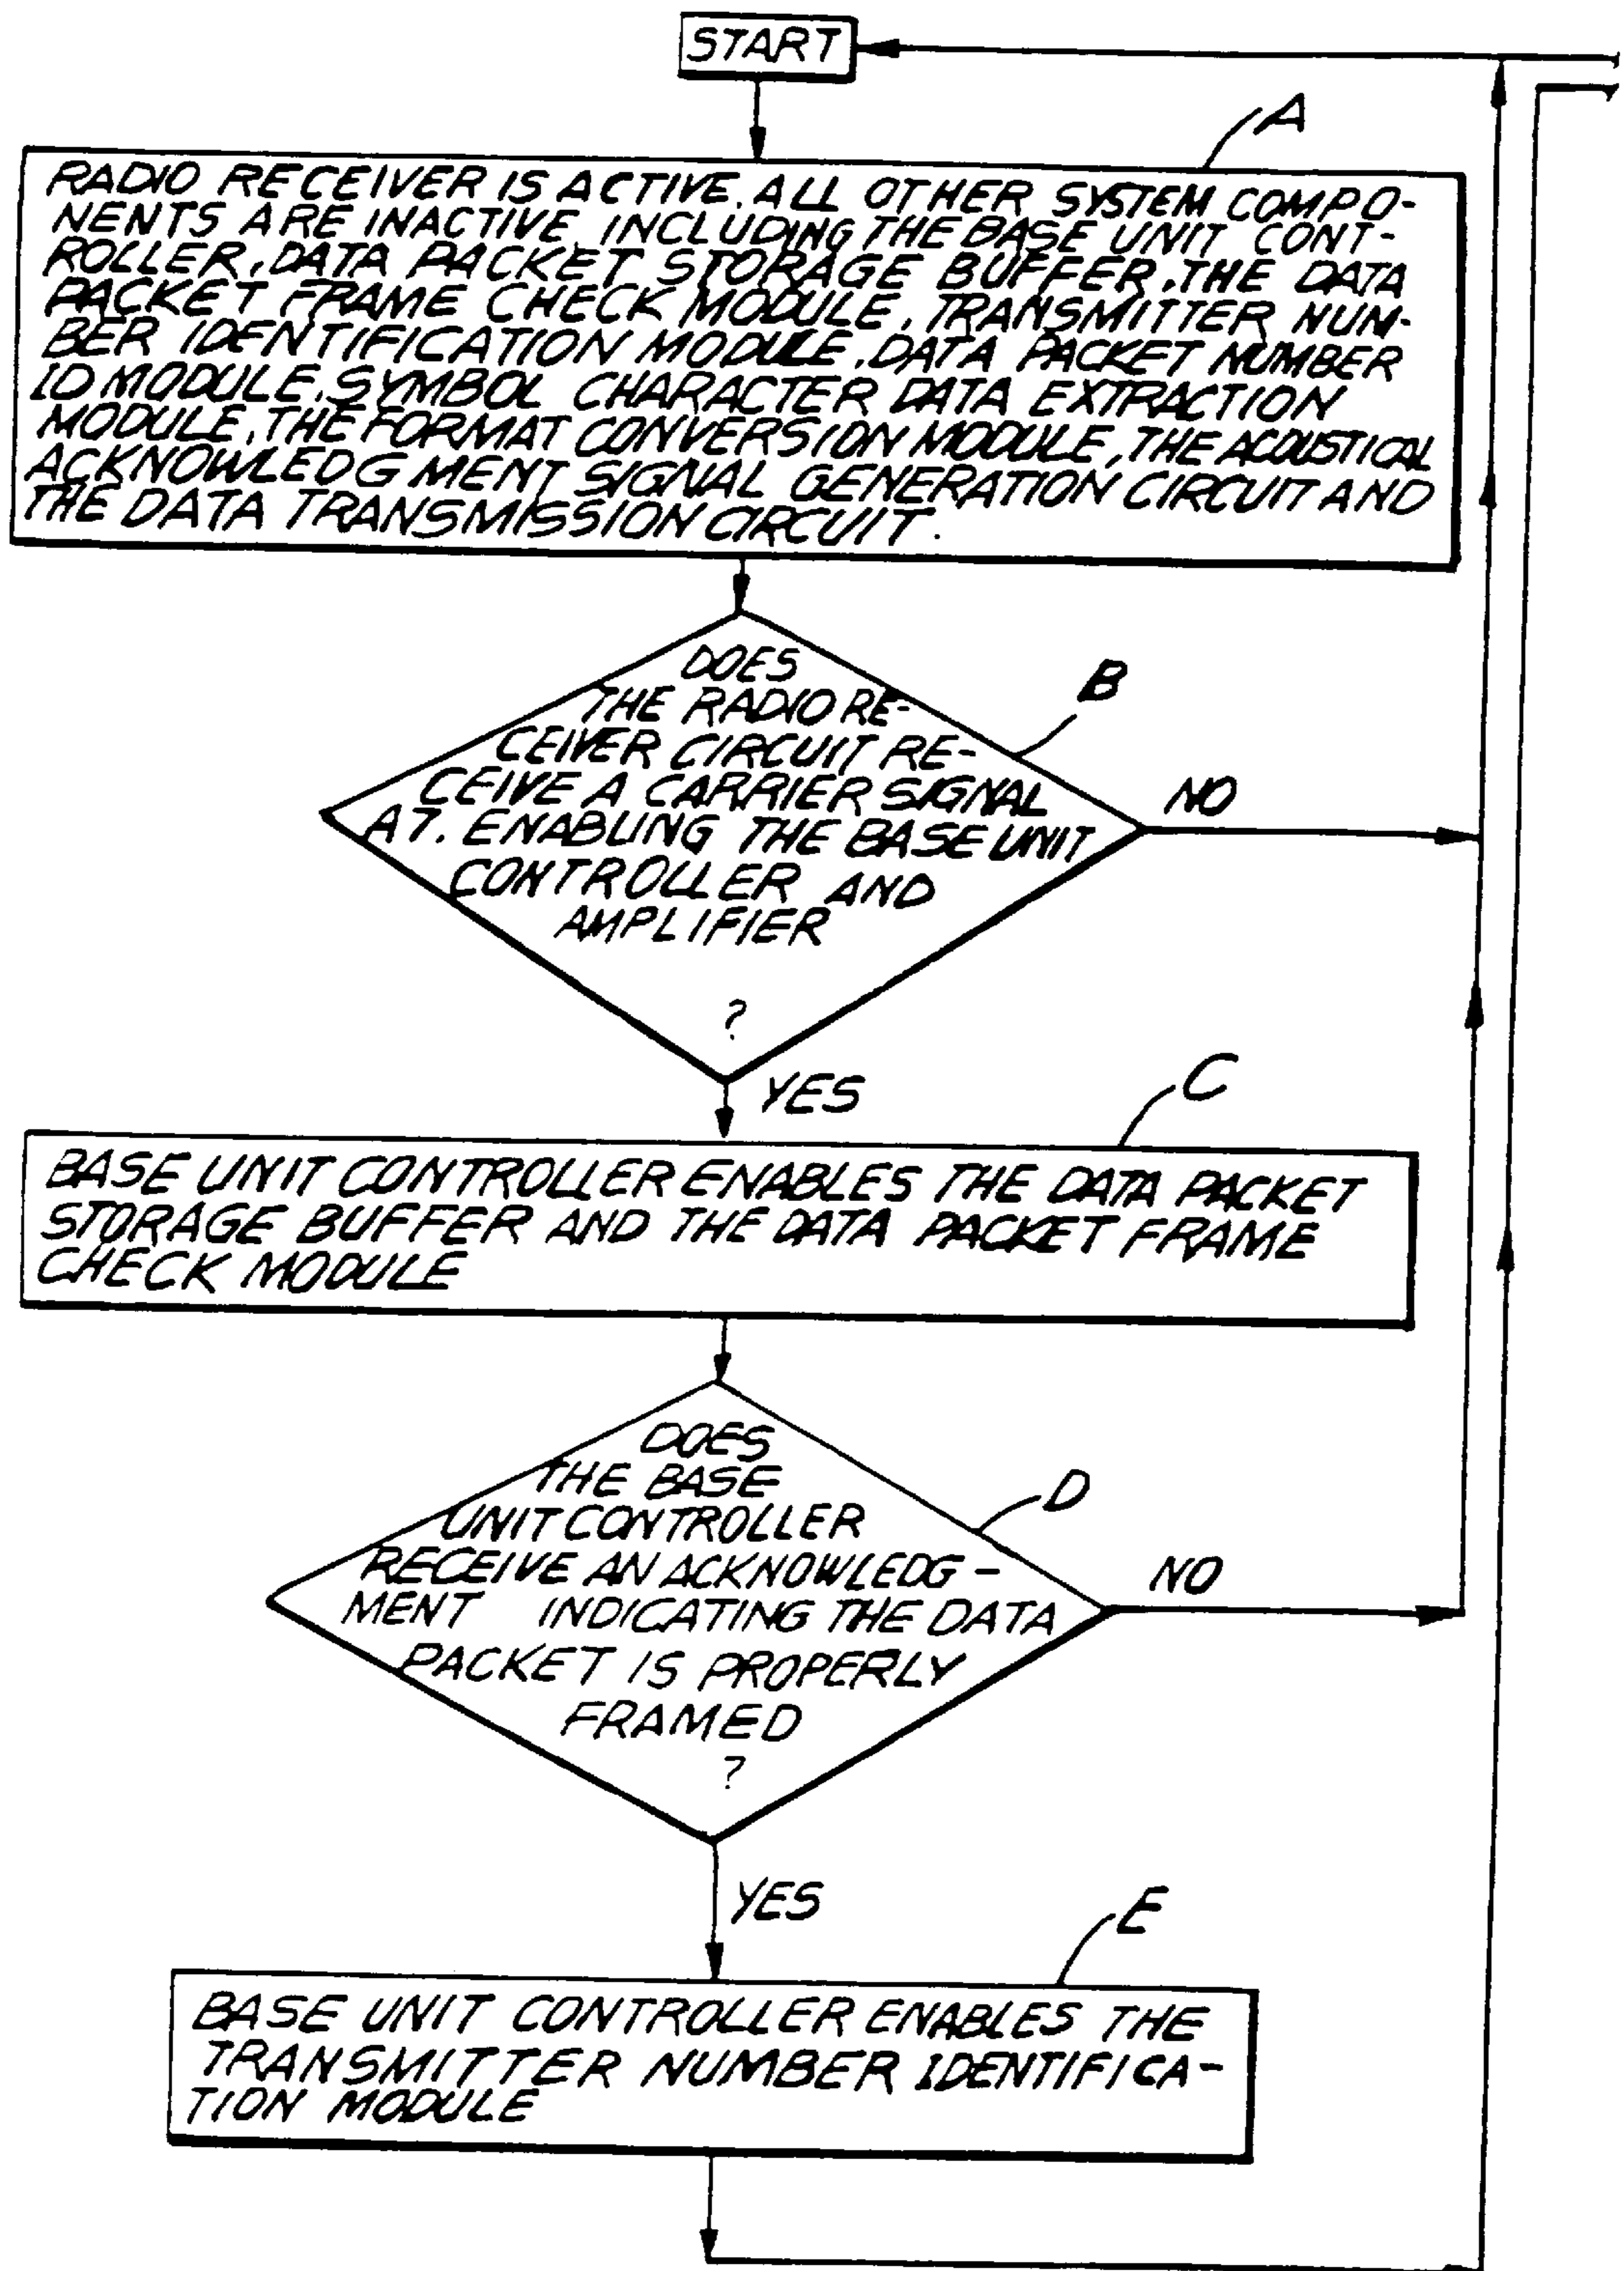 START
A
RADIO RECEIVER IS ACTIVE. ALL OTHER SYSTEM COMPO-
NENTS ARE INACTIVE, INCLUDING THE BASE UNIT CONT-
ROLLER, DATA PACKET STORAGE BUFFER, THE DATA
PACKET FRAME CHECK MODULE, TRANSMITTER NUM-
BER IDENTIFICATION MODULE, DATA PACKET NUMBER
ID MODULE, SYMBOL CHARACTER DATA EXTRACTION
MODULE, THE FORMAT CONVERSION MODULE, THE ACOUSTICAL
ACKNOWLEDGMENT SIGNAL GENERATION CIRCUIT AND
THE DATA TRANSMISSION CIRCUIT.
B
DOES
THE RADIO RE-
CEIVER CIRCUIT RE-
CEIVE A CARRIER SIGNAL
AT. ENABLING THE BASE UNIT
CONTROLLER AND
AMPLIFIER
?
NO
YES
C
BASE UNIT CONTROLLER ENABLES THE DATA PACKET
STORAGE BUFFER AND THE DATA PACKET FRAME
CHECK MODULE
D
DOES
THE BASE
UNIT CONTROLLER
RECEIVE AN ACKNOWLEDG-
MENT INDICATING THE DATA
PACKET IS PROPERLY
FRAMED
?
NO
YES
E
BASE UNIT CONTROLLER ENABLES THE
TRANSMITTER NUMBER IDENTIFICA-
TION MODULE